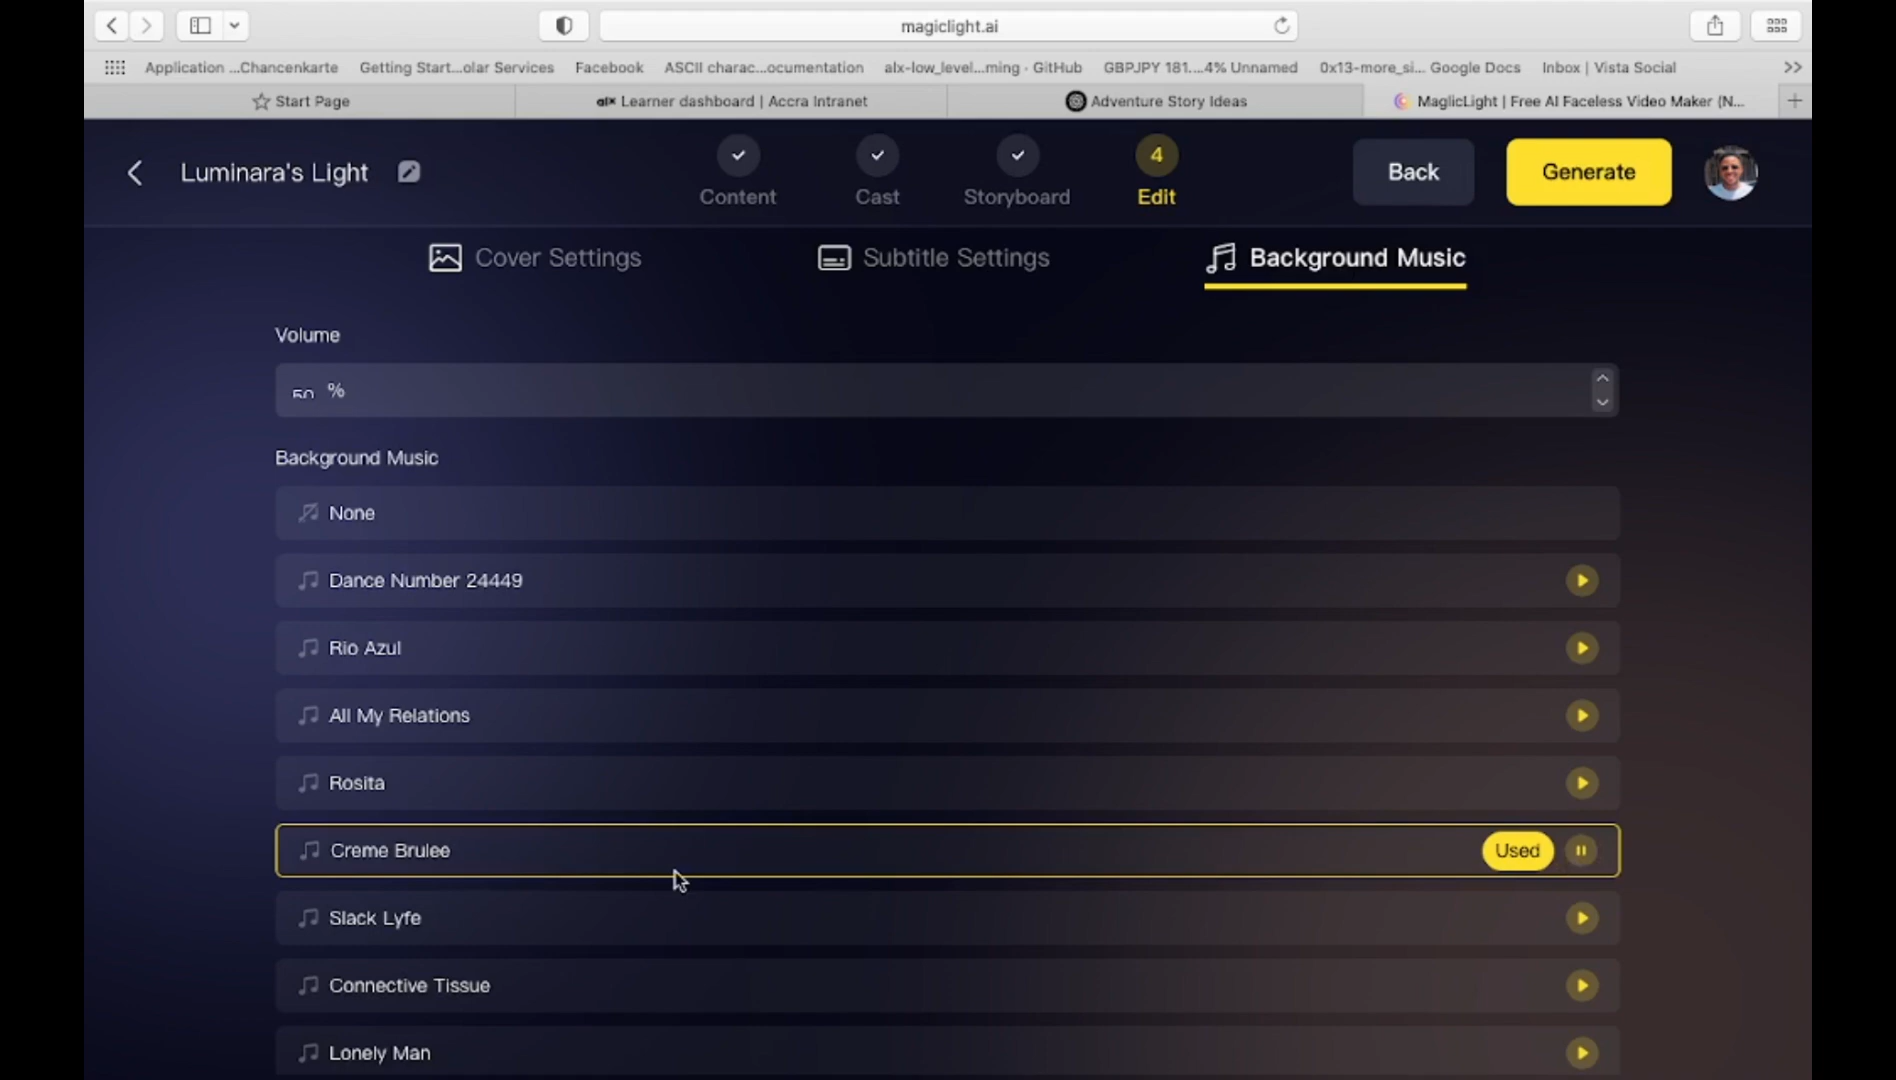 magiclight.ai
Application ...Chancenkarte Getting Start...olar Services Facebook ASCII charac...ocumentation alx-low_level...ming · GitHub GBPJPY 181....4% Unnamed 0x13-more_si... Google Docs Inbox | Vista Social >>
Start Page alx Learner dashboard | Accra Intranet Adventure Story Ideas MaglicLight | Free AI Faceless Video Maker (N...
Luminara's Light Content Cast Storyboard 4 Edit Back Generate
Cover Settings Subtitle Settings Background Music
Volume
50 %
Background Music
None
Dance Number 24449
Rio Azul
All My Relations
Rosita
Creme Brulee Used
Slack Lyfe
Connective Tissue
Lonely Man